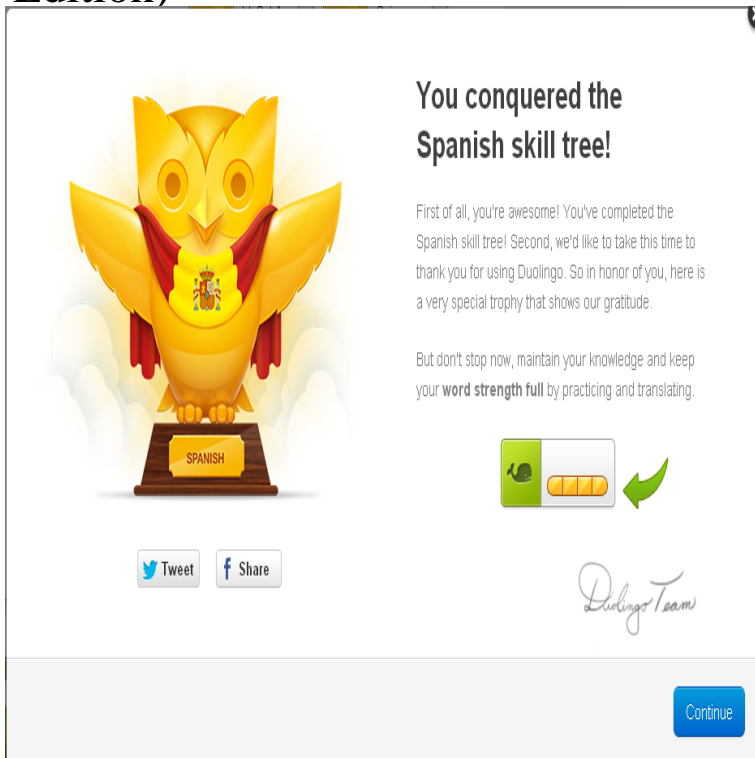 Edition)
You conquered the
Spanish skill tree!
First of all, you're awesome! You've completed the
Spanish skill tree! Second, we'd like to take this time to
thank you for using Duolingo. So in honor of you, here is
a very special trophy that shows our gratitude.
But don't stop now, maintain your knowledge and keep
your word strength full by practicing and translating.
SPANISH
Tweet
Share
Duolingo Team
Continue